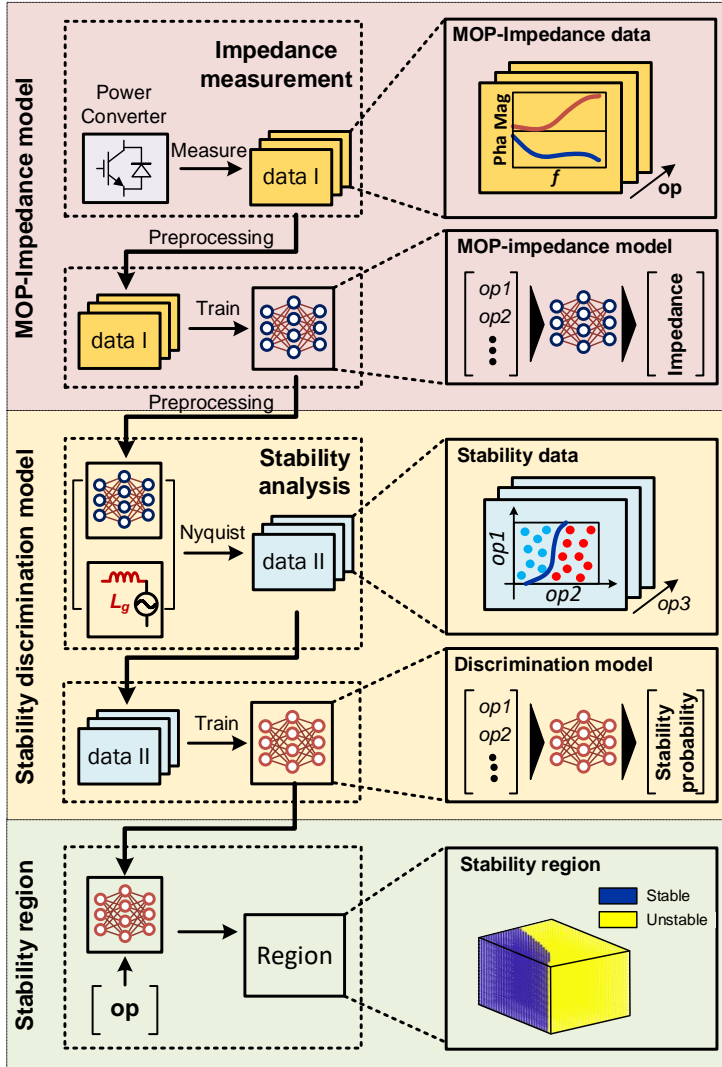 MOP-Impedance model
Impedance
measurement
Power
Converter
Measure
data I
MOP-Impedance data
Pha Mag
f
op
Preprocessing
data I
Train
MOP-impedance model
op1
op2
Impedance
Preprocessing
Stability discrimination model
Stability
analysis
Nyquist
data II
Lg
Stability data
op1
op2
op3
data II
Train
Discrimination model
op1
op2
Stability
probability
Stability region
op
Region
Stability region
Stable
Unstable